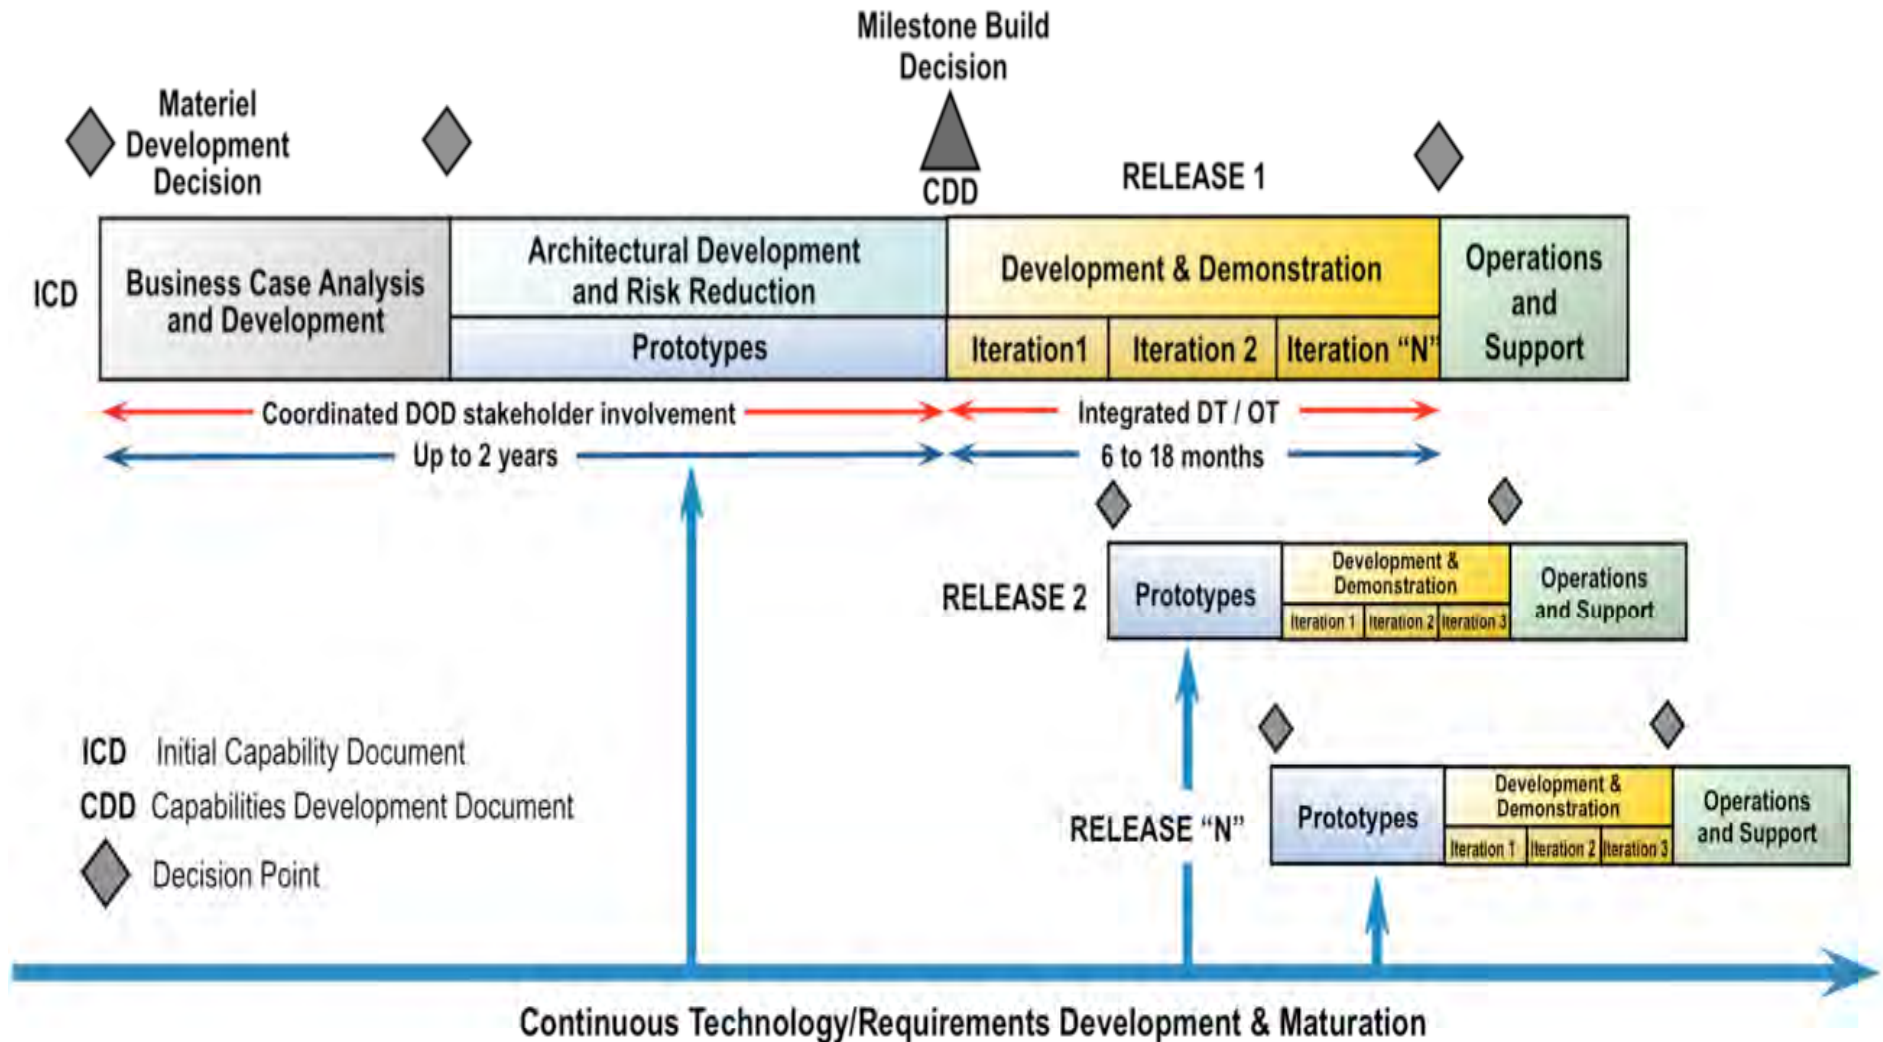 Milestone Build
Decision
Materiel
Development
Decision
CDD
RELEASE 1
ICD
Business Case Analysis
and Development
Architectural Development
and Risk Reduction
Prototypes
Development & Demonstration
Iteration1
Iteration 2
Iteration “N”
Operations
and
Support
Coordinated DOD stakeholder involvement
Integrated DT / OT
Up to 2 years
6 to 18 months
RELEASE 2
Prototypes
Development &
Demonstration
Iteration 1
Iteration 2
Iteration 3
Operations
and Support
RELEASE “N”
Prototypes
Development &
Demonstration
Iteration 1
Iteration 2
Iteration 3
Operations
and Support
ICD Initial Capability Document
CDD Capabilities Development Document
Decision Point
Continuous Technology/Requirements Development & Maturation